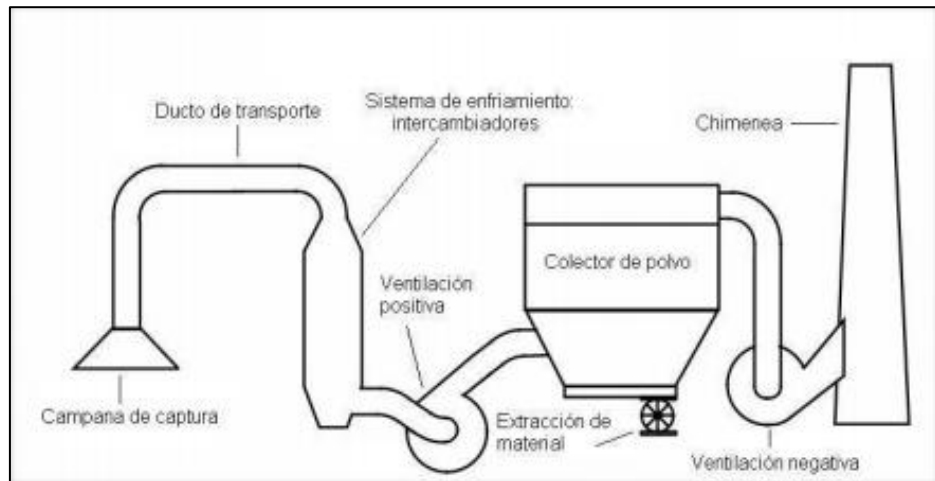 Ducto de transporte
Sistema de enfriamiento:
intercambiadores
Chimenea
Colector de polvo
Ventilación
positiva
Campana de captura
Extracción de
material
Ventilación negativa